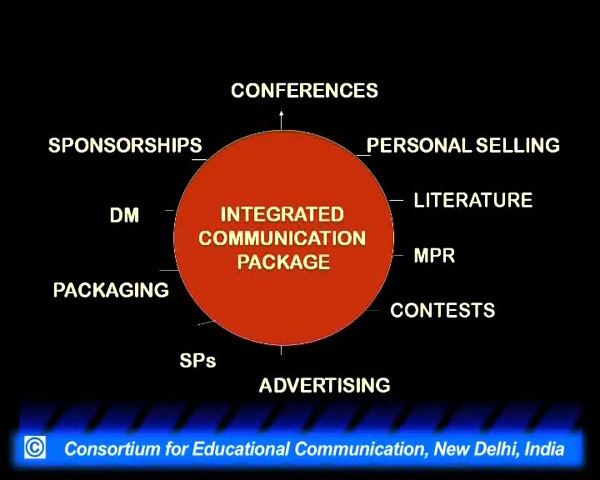 CONFERENCES
SPONSORSHIPS
PERSONAL SELLING
LITERATURE
DM
INTEGRATED
COMMUNICATION
PACKAGE
MPR
PACKAGING
CONTESTS
SPs
ADVERTISING
© Consortium for Educational Communication, New Delhi, India